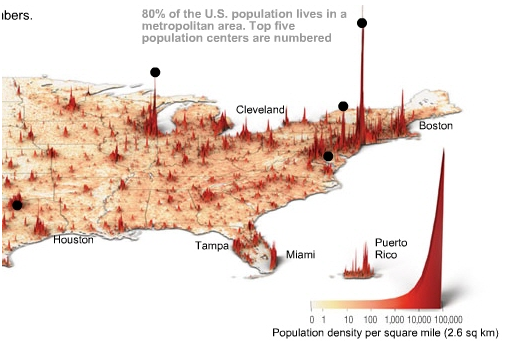 ıbers.
80% of the U.S. population lives in a
metropolitan area. Top five
population centers are numbered
Cleveland
Boston
Houston
Tampa
Miami
Puerto
Rico
0 1 10 100 1,000 10,000 100,000
Population density per square mile (2.6 sq km)